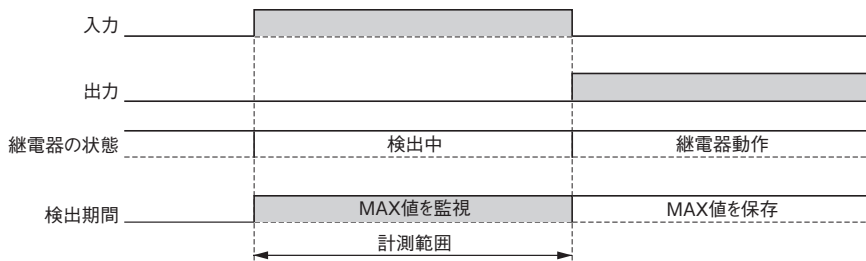 入力
出力
継電器の状態
検出中
継電器動作
検出期間
MAX値を監視
MAX値を保存
計測範囲